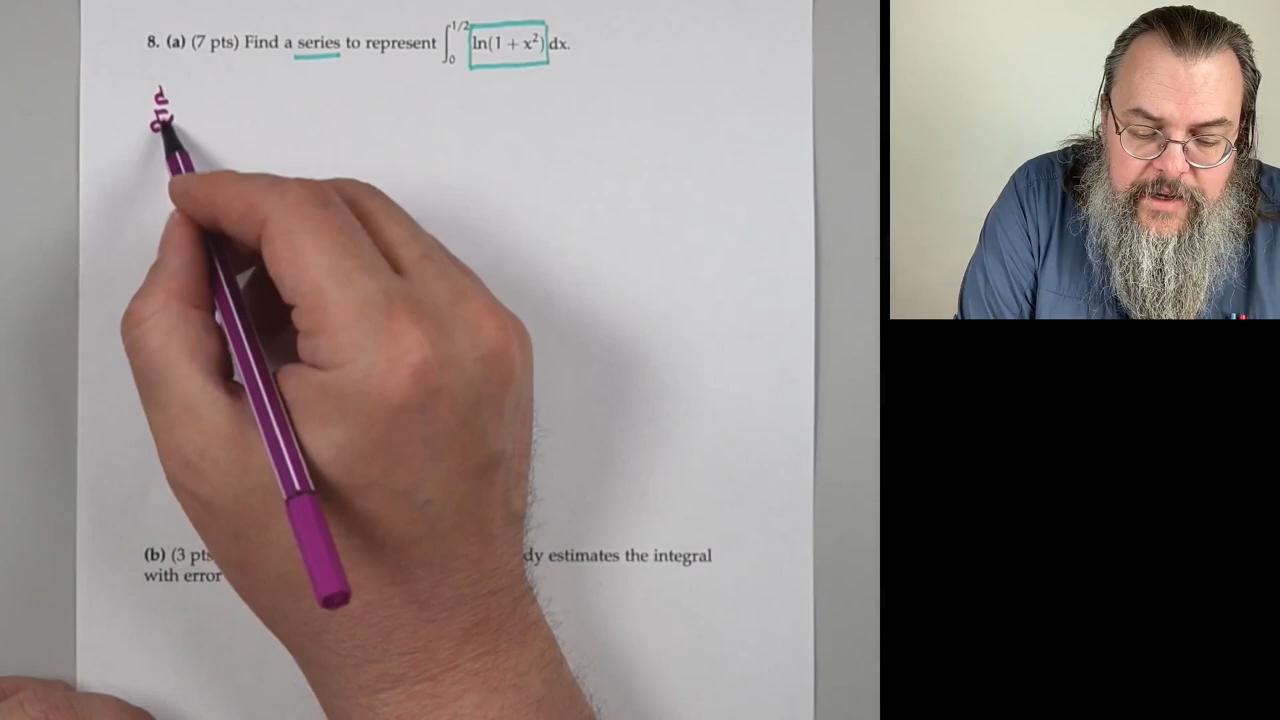 8. (a) (7 pts) Find a series to represent ∫₀^{1/2} ln(1 + x²) dx.
(b) (3 pts dy estimates the integral
with error